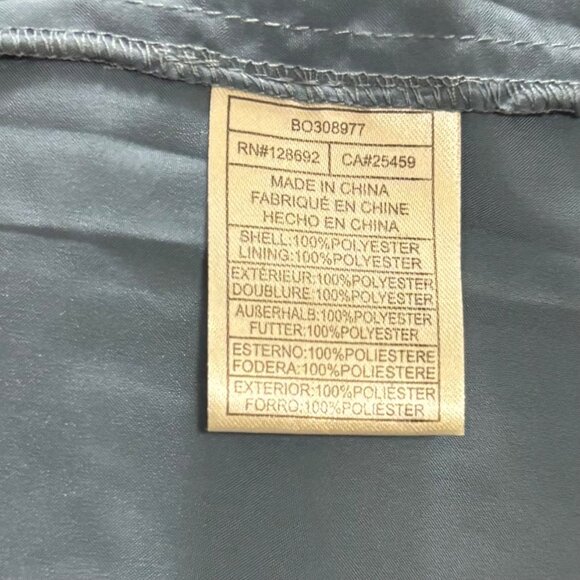 BO308977
RN#128692 CA#25459
MADE IN CHINA
FABRIQUÉ EN CHINE
HECHO EN CHINA
SHELL:100%POLYESTER
LINING:100%POLYESTER
EXTÉRIEUR:100%POLYESTER
DOUBLURE:100%POLYESTER
AUßERHALB:100%POLYESTER
FUTTER:100%POLYESTER
ESTERNO:100%POLIESTERE
FODERA:100%POLIESTERE
EXTERIOR:100%POLIÉSTER
FORRO:100%POLIÉSTER